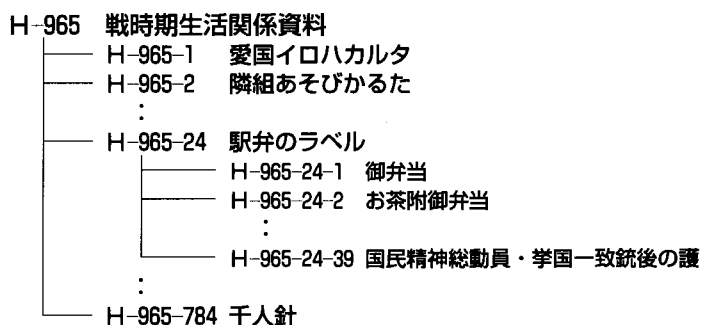 H-965 戦時期生活関係資料
H-965-1 愛国イロハカルタ
H-965-2 隣組あそびかるた
:
H-965-24 駅弁のラベル
H-965-24-1 御弁当
H-965-24-2 お茶附御弁当
:
H-965-24-39 国民精神総動員・挙国一致銃後の護
:
H-965-784 千人針